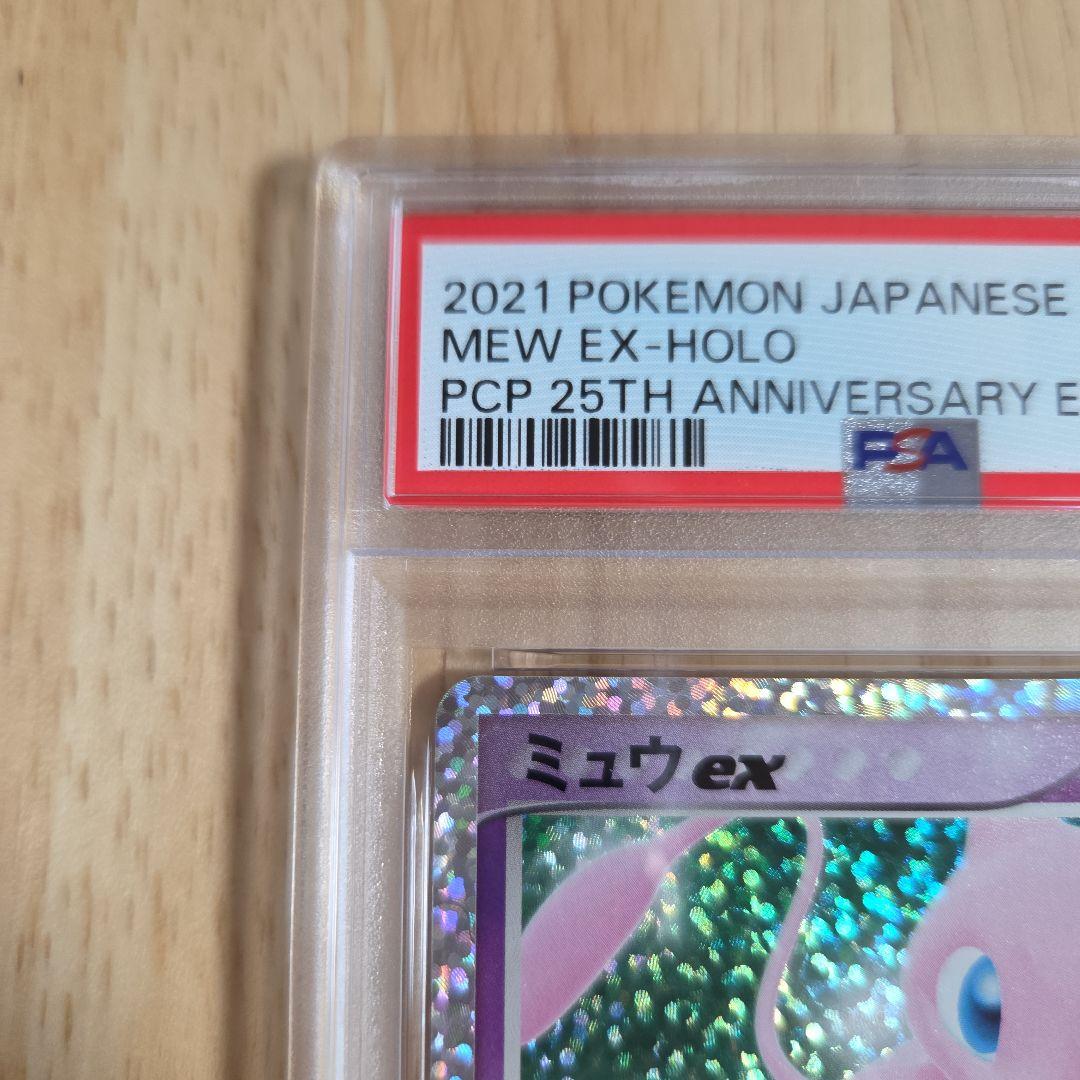 2021 POKEMON JAPANESE
MEW EX-HOLO
PCP 25TH ANNIVERSARY E
PSA
ミュウex